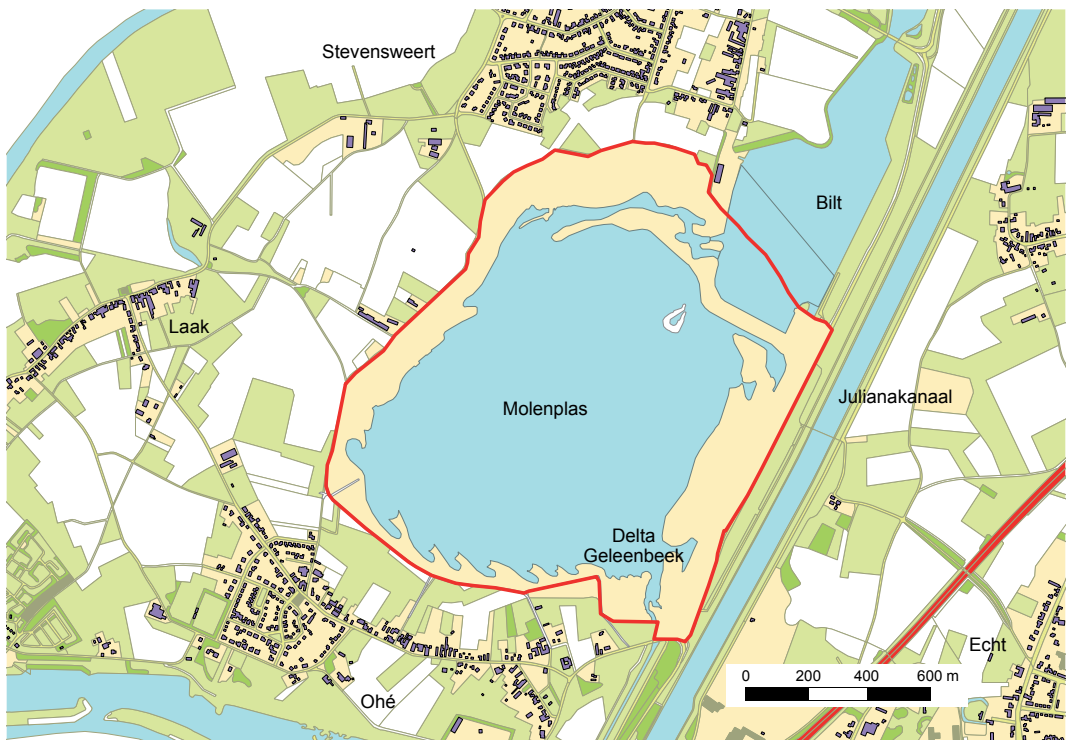 Stevensweert
Bilt
Laak
Julianakanaal
Molenplas
Delta
Geleenbeek
Echt
0 200 400 600 m
Ohé